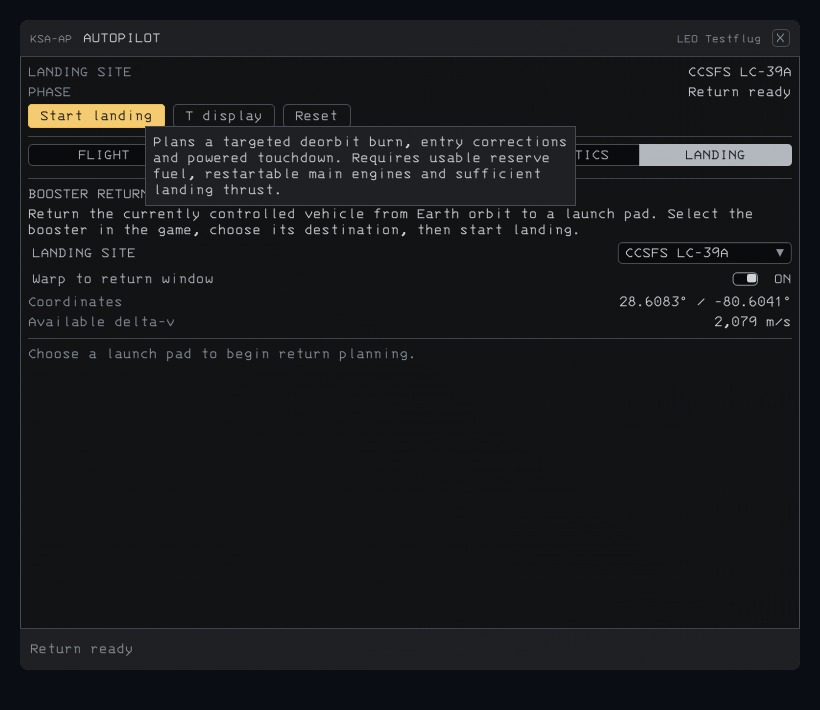 KSA-AP AUTOPILOT LEO Testflug X
LANDING SITE CCSFS LC-39A
PHASE Return ready
Start landing T display Reset
Plans a targeted deorbit burn, entry corrections
and powered touchdown. Requires usable reserve
fuel, restartable main engines and sufficient
landing thrust.
FLIGHT TICS LANDING
BOOSTER RETURN
Return the currently controlled vehicle from Earth orbit to a launch pad. Select the
booster in the game, choose its destination, then start landing.
LANDING SITE CCSFS LC-39A
Warp to return window ON
Coordinates 28.6083° / -80.6041°
Available delta-v 2,079 m/s
Choose a launch pad to begin return planning.
Return ready